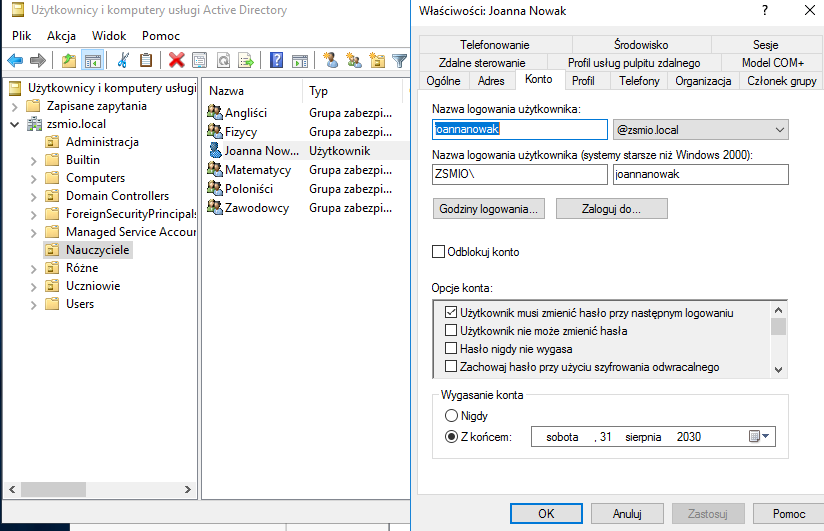 Użytkownicy i komputery usługi Active Directory
Plik Akcja Widok Pomoc
Użytkownicy i komputery usługi
Zapisane zapytania
zsmio.local
Administracja
Builtin
Computers
Domain Controllers
ForeignSecurityPrincipals
Managed Service Accour
Nauczyciele
Różne
Uczniowie
Users
Nazwa Typ
Angliści Grupa zabezpi...
Fizycy Grupa zabezpi...
Joanna Now... Użytkownik
Matematycy Grupa zabezpi...
Poloniści Grupa zabezpi...
Zawodowcy Grupa zabezpi...
Właściwości: Joanna Nowak
Telefonowanie Środowisko Sesje
Zdalne sterowanie Profil usług pulpitu zdalnego Model COM+
Ogólne Adres Konto Profil Telefony Organizacja Członek grupy
Nazwa logowania użytkownika:
joannanowak @zsmio.local
Nazwa logowania użytkownika (systemy starsze niż Windows 2000):
ZSMIO\ joannanowak
Godziny logowania... Zaloguj do...
Odblokuj konto
Opcje konta:
Użytkownik musi zmienić hasło przy następnym logowaniu
Użytkownik nie może zmienić hasła
Hasło nigdy nie wygasa
Zachowaj hasło przy użyciu szyfrowania odwracalnego
Wygasanie konta
Nigdy
Z końcem: sobota , 31 sierpnia 2030
OK Anuluj Zastosuj Pomoc